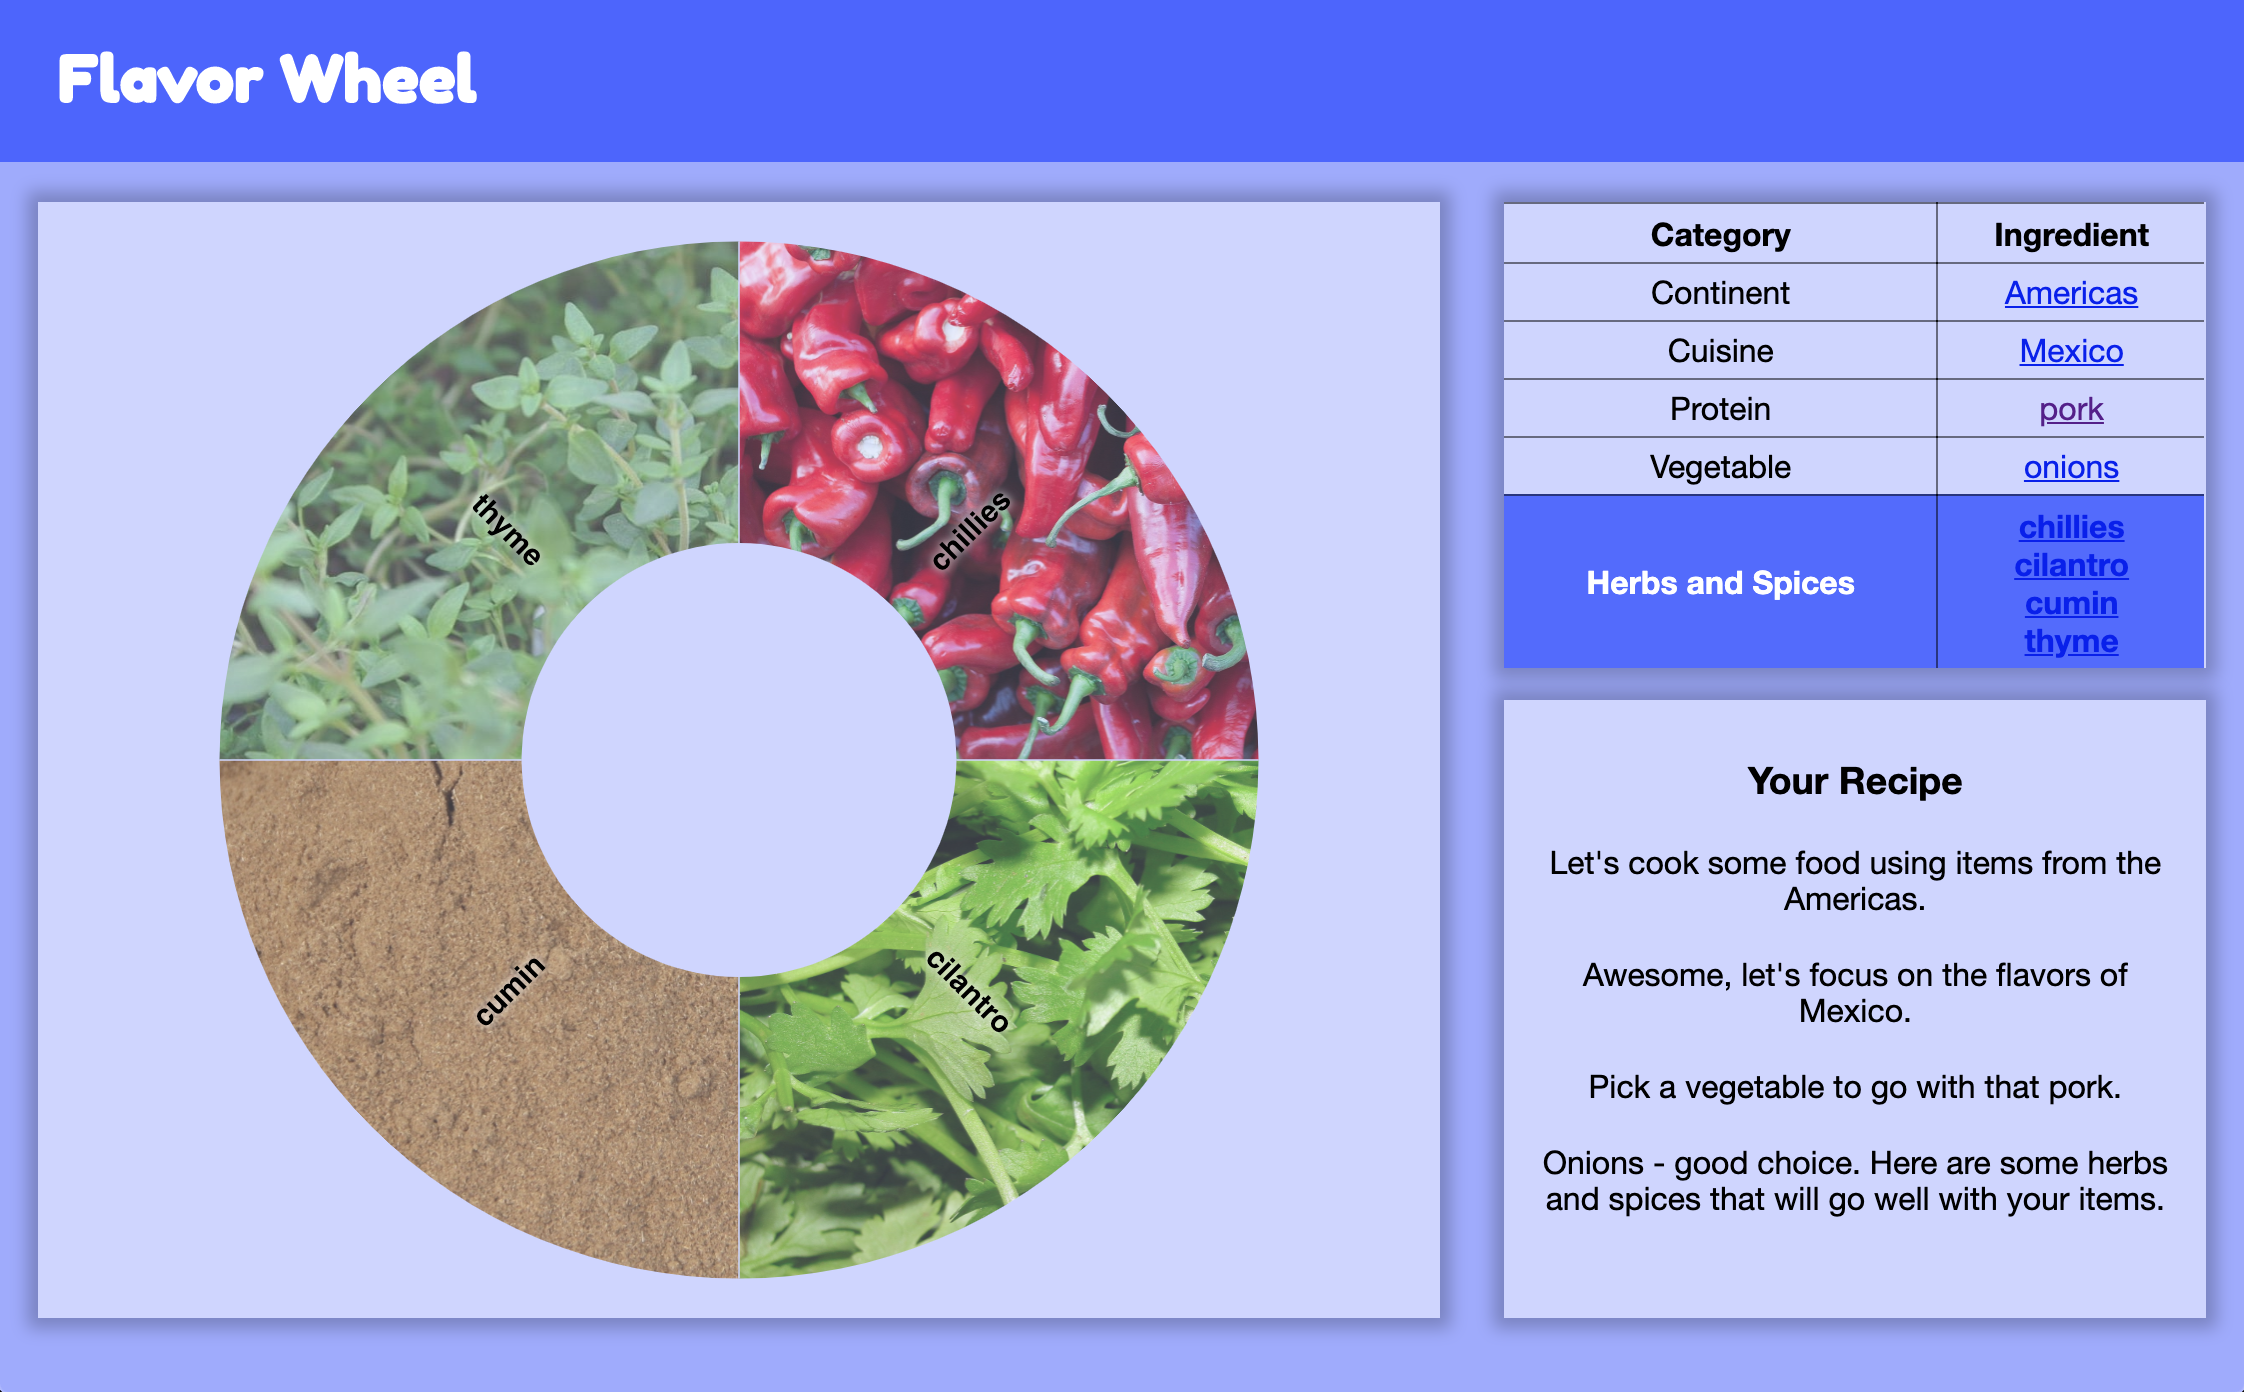 Flavor Wheel
thyme
chillies
cumin
cilantro
Category Ingredient
Continent Americas
Cuisine Mexico
Protein pork
Vegetable onions
Herbs and Spices
chillies
cilantro
cumin
thyme
Your Recipe
Let's cook some food using items from the
Americas.
Awesome, let's focus on the flavors of
Mexico.
Pick a vegetable to go with that pork.
Onions - good choice. Here are some herbs
and spices that will go well with your items.